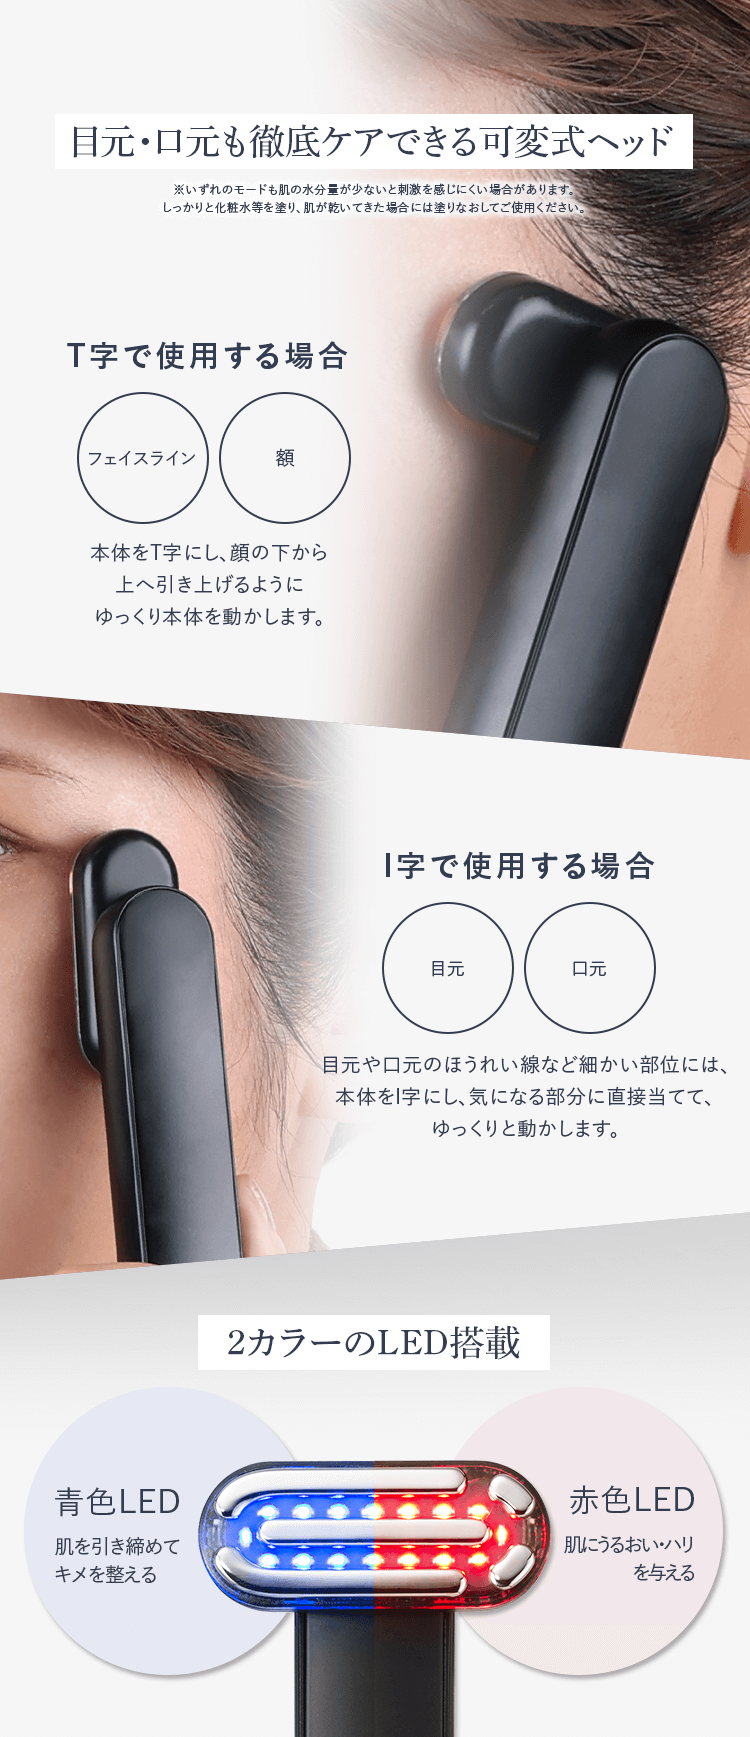 目元・口元も徹底ケアできる可変式ヘッド
※いずれのモードも肌の水分量が少ないと刺激を感じにくい場合があります。
しっかりと化粧水等を塗り、肌が乾いてきた場合には塗りなおしてご使用ください。
T字で使用する場合
フェイスライン
額
本体をT字にし、顔の下から
上へ引き上げるように
ゆっくり本体を動かします。
I字で使用する場合
目元
口元
目元や口元のほうれい線など細かい部位には、
本体をI字にし、気になる部分に直接当てて、
ゆっくりと動かします。
2カラーのLED搭載
青色LED
肌を引き締めて
キメを整える
赤色LED
肌にうるおい・ハリ
を与える